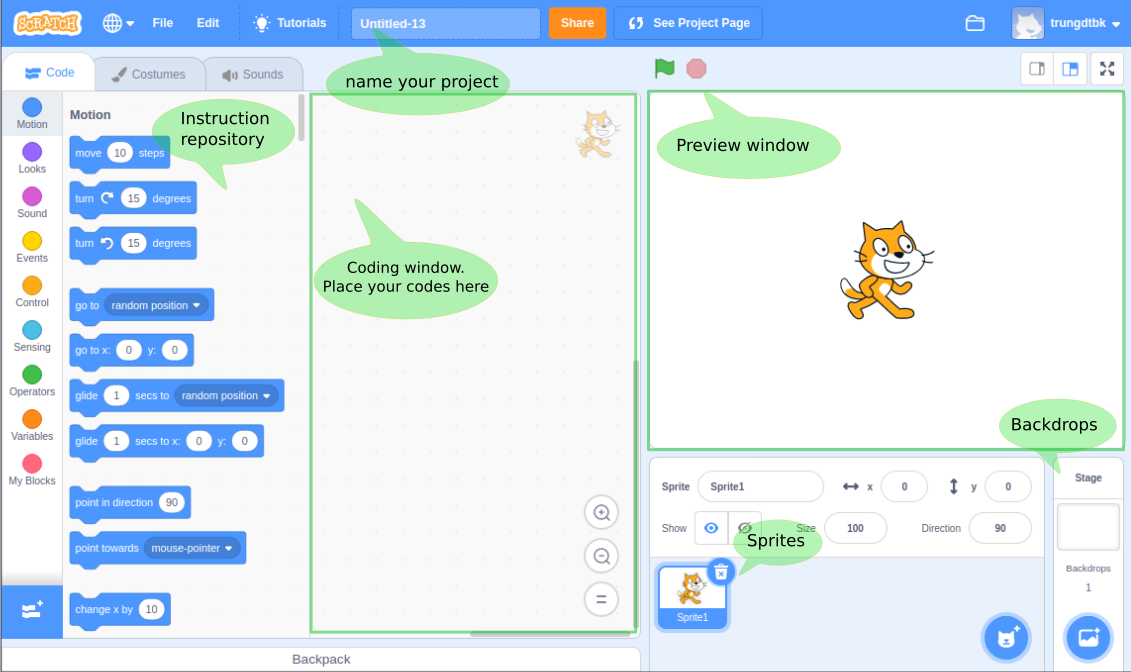 SCRATCH
File
Edit
Tutorials
Untitled-13
Share
See Project Page
trungdtbk
Code
Costumes
Sounds
name your project
Motion
Looks
Sound
Events
Control
Sensing
Operators
Variables
My Blocks
Motion
Instruction
repository
move 10 steps
turn 15 degrees
turn 15 degrees
go to random position
go to x: 0 y: 0
glide 1 secs to random position
glide 1 secs to x: 0 y: 0
point in direction 90
point towards mouse-pointer
change x by 10
Coding window.
Place your codes here
Backpack
Preview window
Backdrops
Sprite Sprite1 x 0 y 0
Show Size 100 Direction 90
Sprites
Sprite1
Stage
Backdrops
1